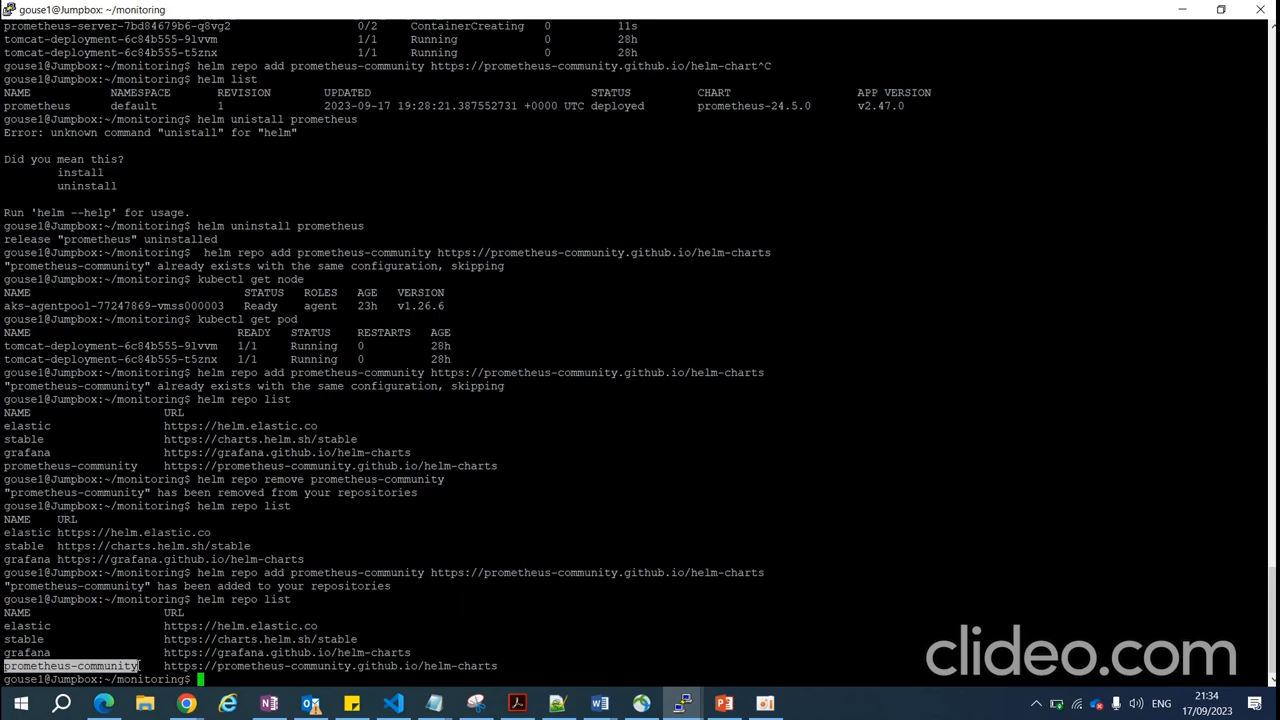 gouse1@Jumpbox: ~/monitoring
prometheus-server-7bd84679b6-q8vg2 0/2 ContainerCreating 0 11s
tomcat-deployment-6c84b555-9lvvm 1/1 Running 0 28h
tomcat-deployment-6c84b555-t5znx 1/1 Running 0 28h
gouse1@Jumpbox:~/monitoring$ helm repo add prometheus-community https://prometheus-community.github.io/helm-chart^C
gouse1@Jumpbox:~/monitoring$ helm list
NAME NAMESPACE REVISION UPDATED STATUS CHART APP VERSION
prometheus default 1 2023-09-17 19:28:21.387552731 +0000 UTC deployed prometheus-24.5.0 v2.47.0
gouse1@Jumpbox:~/monitoring$ helm unistall prometheus
Error: unknown command "unistall" for "helm"
Did you mean this?
install
uninstall
Run 'helm --help' for usage.
gouse1@Jumpbox:~/monitoring$ helm uninstall prometheus
release "prometheus" uninstalled
gouse1@Jumpbox:~/monitoring$  helm repo add prometheus-community https://prometheus-community.github.io/helm-charts
"prometheus-community" already exists with the same configuration, skipping
gouse1@Jumpbox:~/monitoring$ kubectl get node
NAME STATUS ROLES AGE VERSION
aks-agentpool-77247869-vmss000003 Ready agent 23h v1.26.6
gouse1@Jumpbox:~/monitoring$ kubectl get pod
NAME READY STATUS RESTARTS AGE
tomcat-deployment-6c84b555-9lvvm 1/1 Running 0 28h
tomcat-deployment-6c84b555-t5znx 1/1 Running 0 28h
gouse1@Jumpbox:~/monitoring$ helm repo add prometheus-community https://prometheus-community.github.io/helm-charts
"prometheus-community" already exists with the same configuration, skipping
gouse1@Jumpbox:~/monitoring$ helm repo list
NAME URL
elastic https://helm.elastic.co
stable https://charts.helm.sh/stable
grafana https://grafana.github.io/helm-charts
prometheus-community https://prometheus-community.github.io/helm-charts
gouse1@Jumpbox:~/monitoring$ helm repo remove prometheus-community
"prometheus-community" has been removed from your repositories
gouse1@Jumpbox:~/monitoring$ helm repo list
NAME URL
elastic https://helm.elastic.co
stable https://charts.helm.sh/stable
grafana https://grafana.github.io/helm-charts
gouse1@Jumpbox:~/monitoring$ helm repo add prometheus-community https://prometheus-community.github.io/helm-charts
"prometheus-community" has been added to your repositories
gouse1@Jumpbox:~/monitoring$ helm repo list
NAME URL
elastic https://helm.elastic.co
stable https://charts.helm.sh/stable
grafana https://grafana.github.io/helm-charts
prometheus-community https://prometheus-community.github.io/helm-charts
gouse1@Jumpbox:~/monitoring$
clideo.com
ENG
21:34
17/09/2023